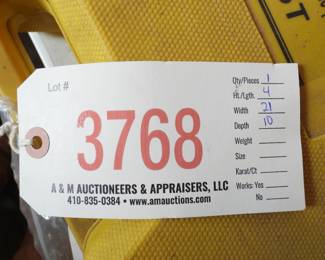 ST
Lot #
3768
Qty/Pieces 1
Ht./Lgth. 4
Width 21
Depth 10
Weight
Size
Karat/Ct
Works: Yes
No
A & M AUCTIONEERS & APPRAISERS, LLC
410-835-0384 • www.amauctions.com